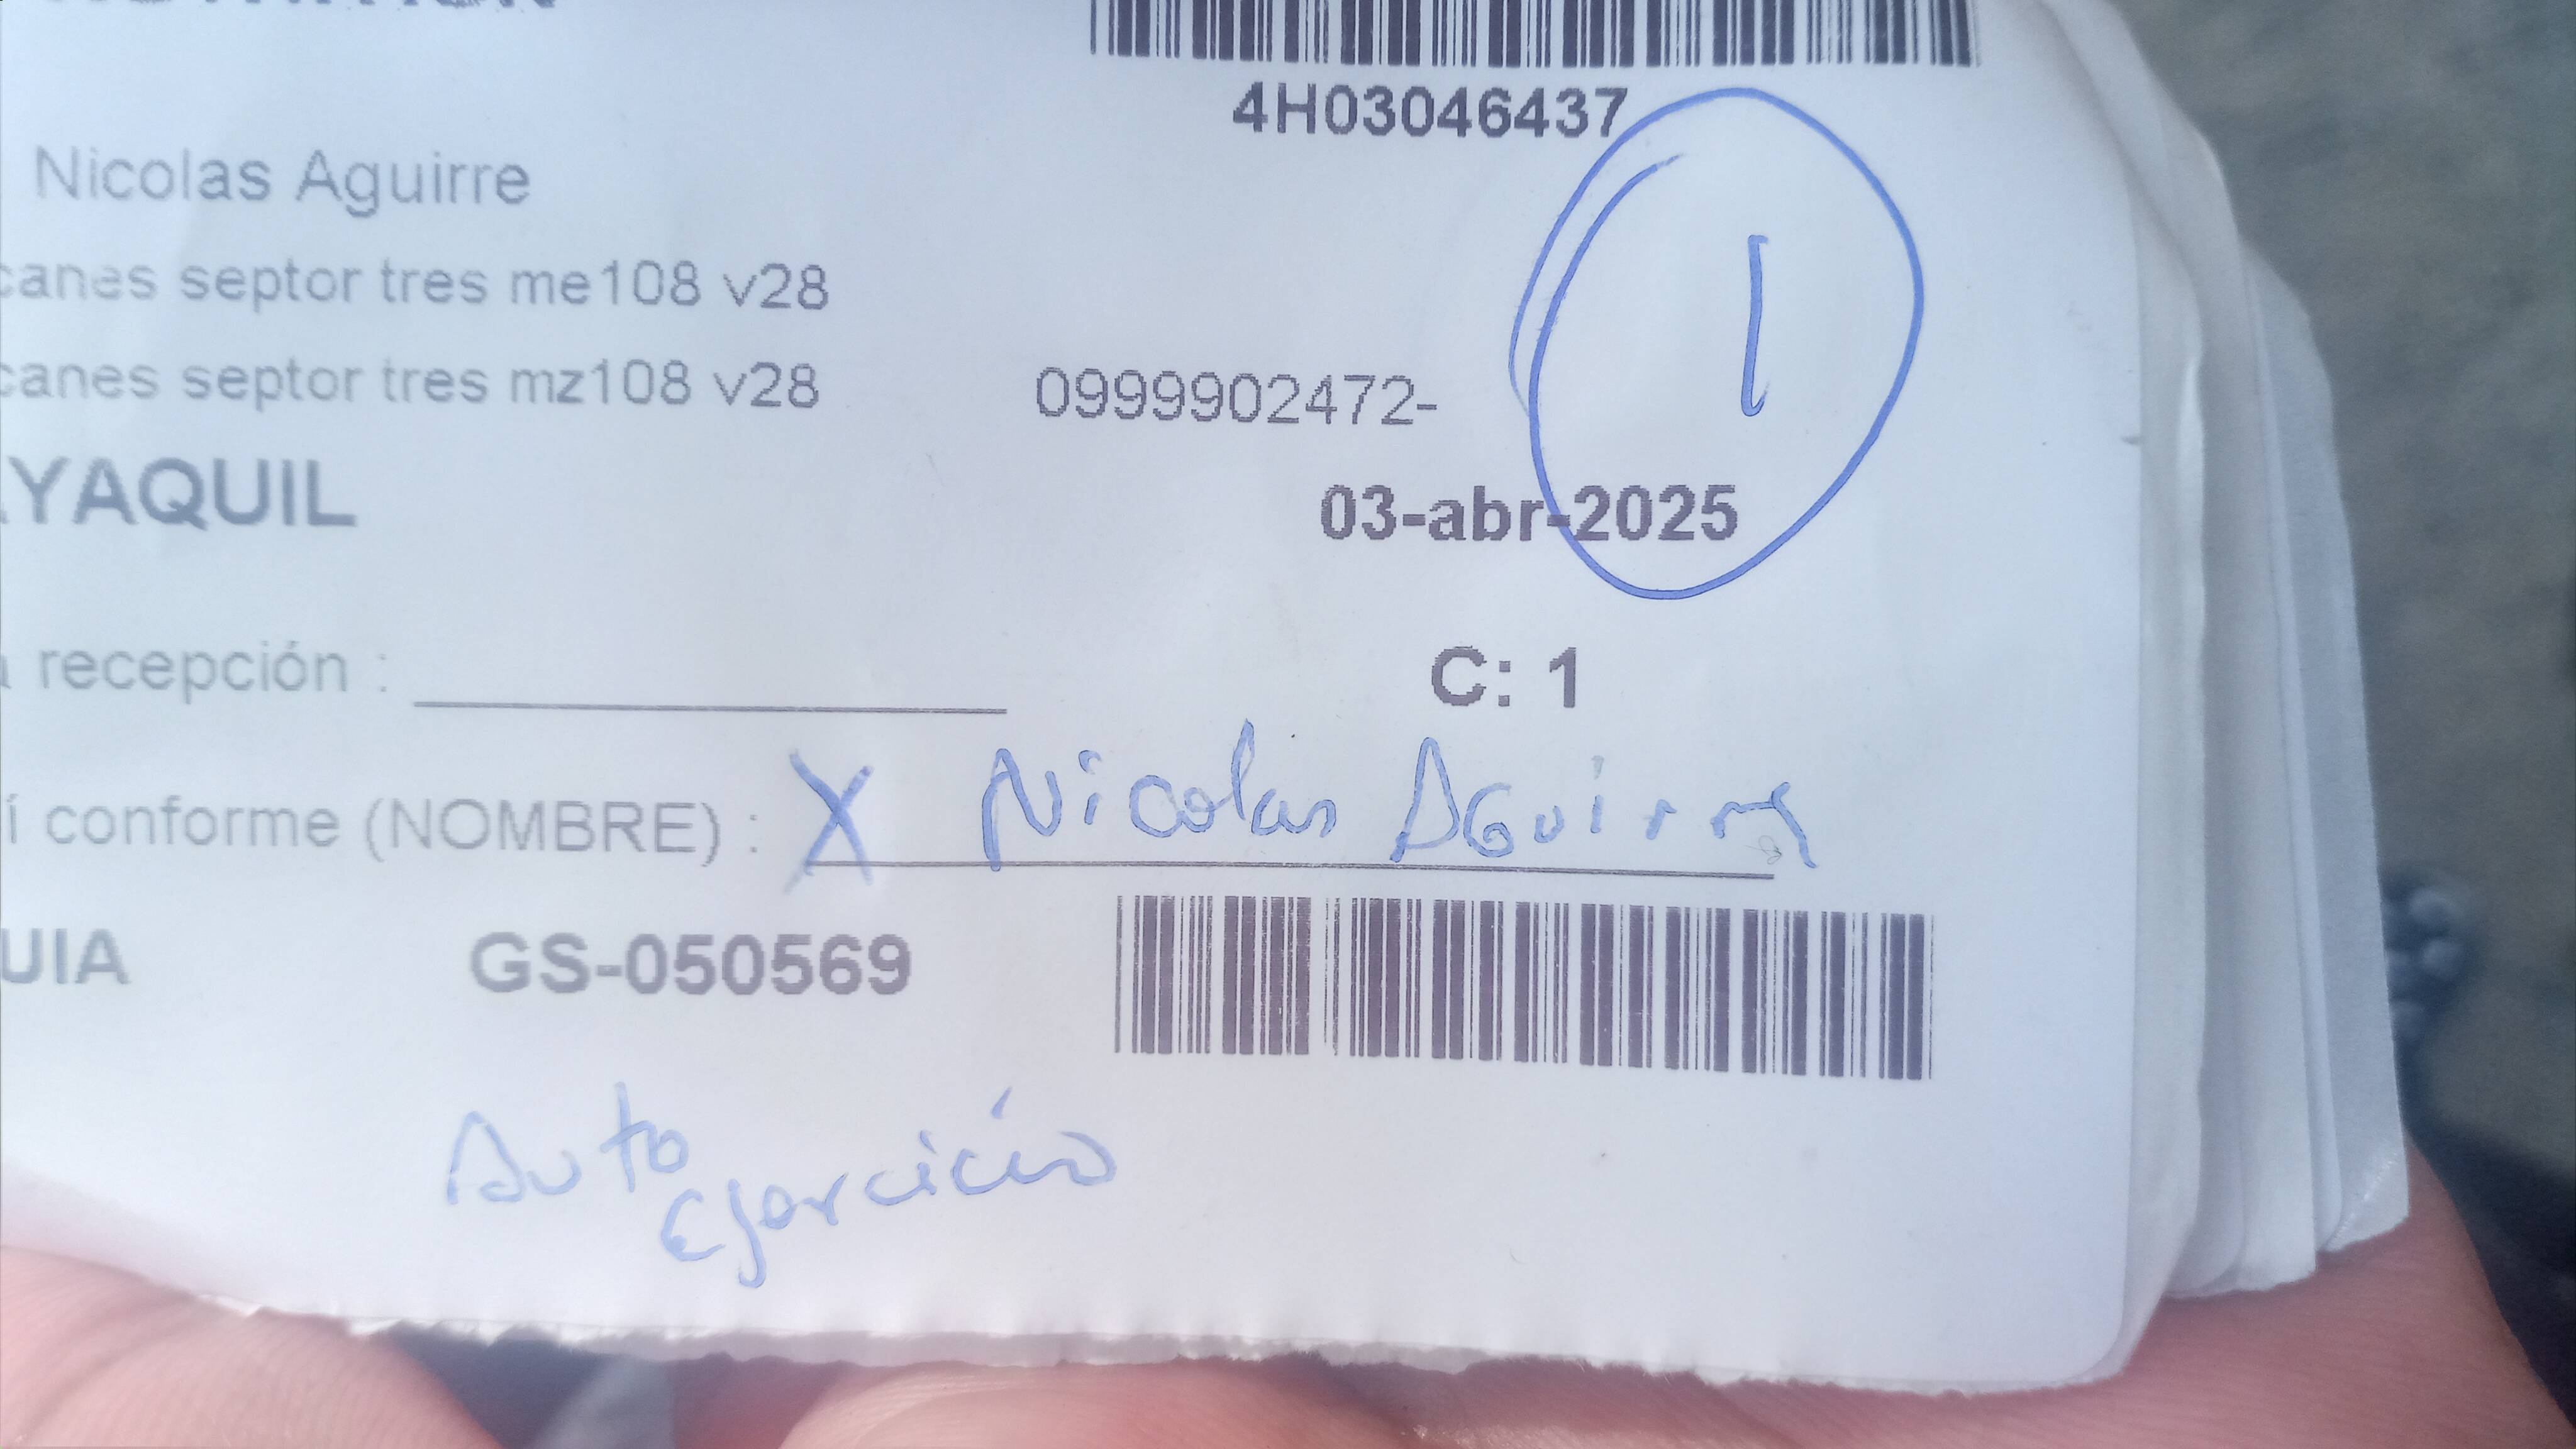 4H03046437
Nicolas Aguirre
canes septor tres me108 v28
canes septor tres mz108 v28
0999902472-
1
YAQUIL
03-abr-2025
recepción :
C: 1
í conforme (NOMBRE) : X Nicolas Aguirre
UIA GS-050569
Auto
Ejercicio